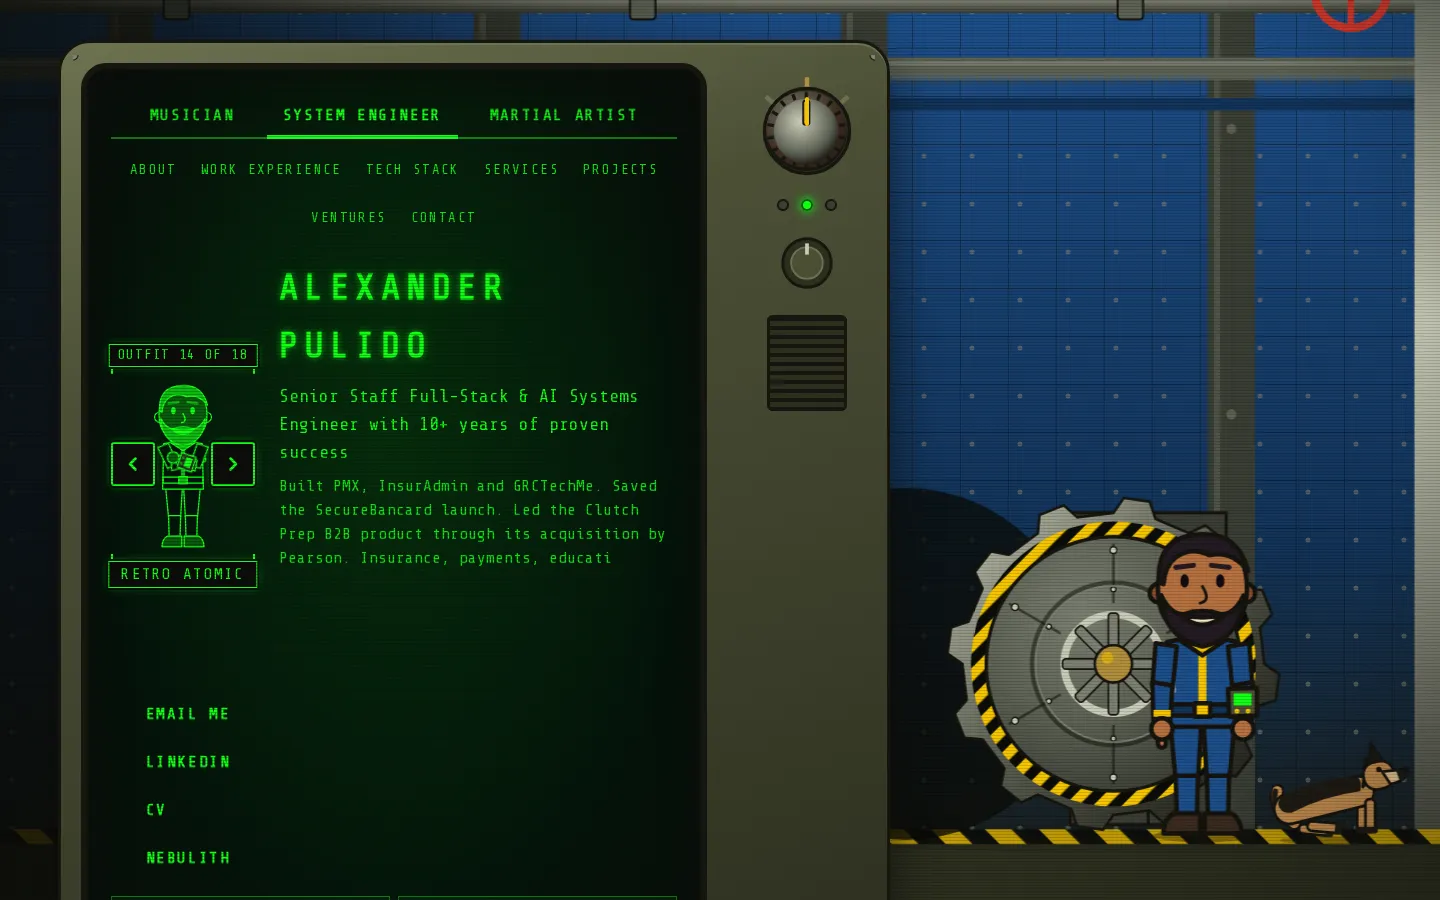 MUSICIAN SYSTEM ENGINEER MARTIAL ARTIST
ABOUT WORK EXPERIENCE TECH STACK SERVICES PROJECTS
VENTURES CONTACT
ALEXANDER
PULIDO
OUTFIT 14 OF 18
Senior Staff Full-Stack & AI Systems
Engineer with 10+ years of proven
success
< >
Built PMX, InsurAdmin and GRCTechMe. Saved
the SecureBancard launch. Led the Clutch
Prep B2B product through its acquisition by
Pearson. Insurance, payments, educati
RETRO ATOMIC
EMAIL ME
LINKEDIN
CV
NEBULITH